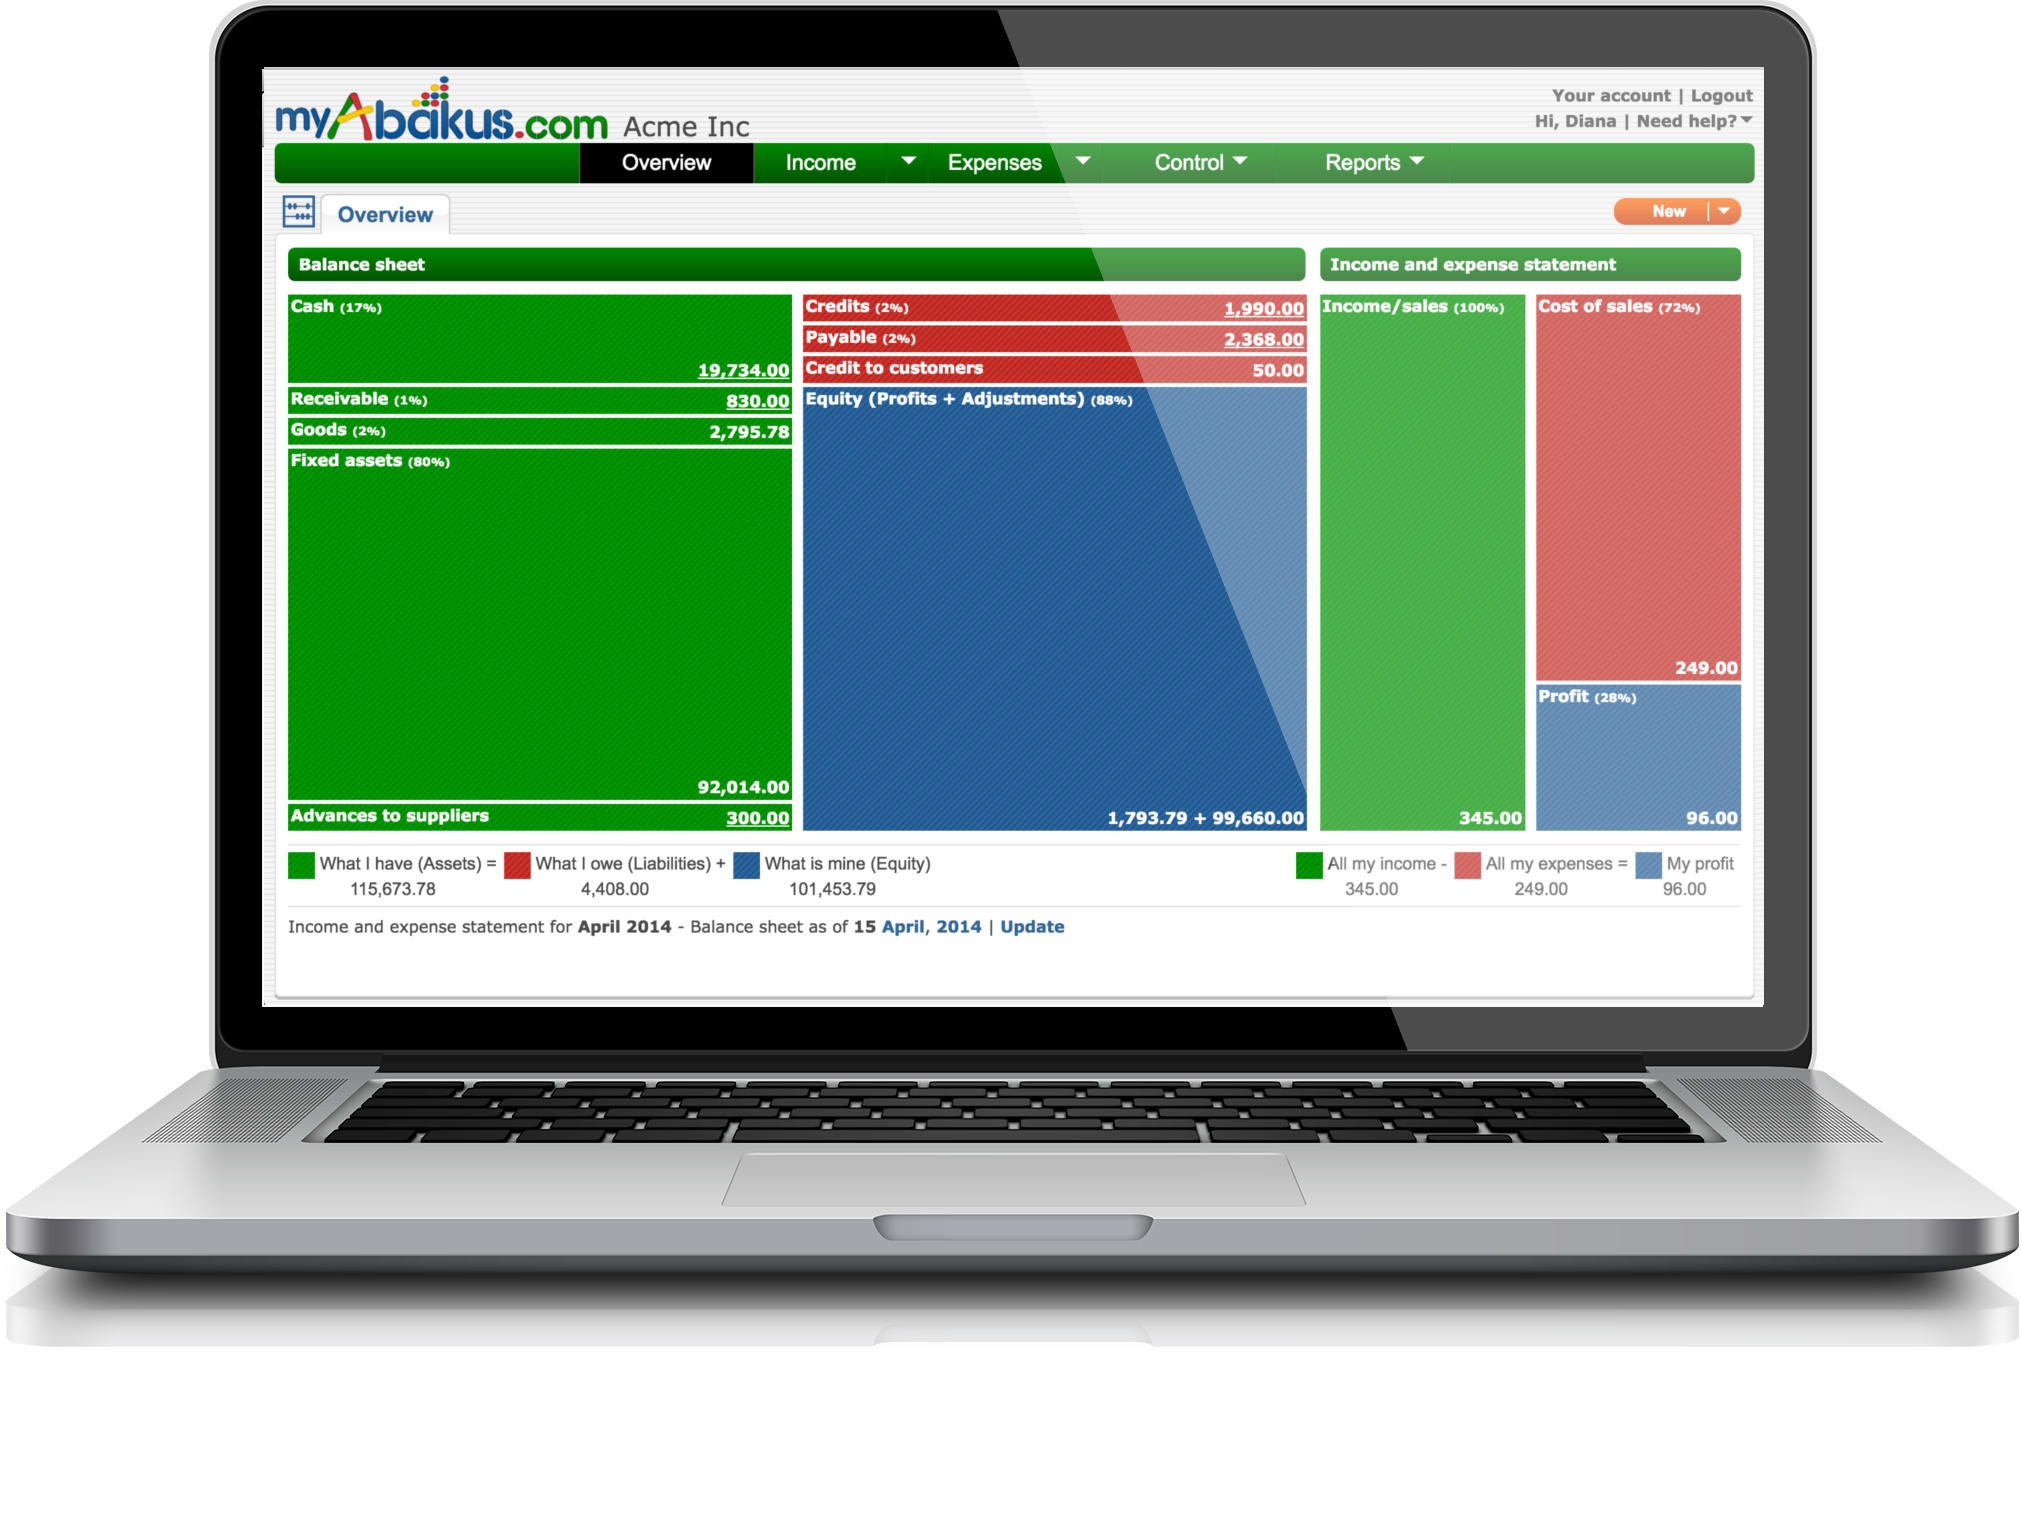 myAbakus.com Acme Inc
Your account | Logout
Hi, Diana | Need help?
Overview Income Expenses Control Reports
Overview
New
Balance sheet
Cash (17%)
19,734.00
Receivable (1%) 830.00
Goods (2%) 2,795.78
Fixed assets (80%)
92,014.00
Advances to suppliers 300.00
Credits (2%) 1,990.00
Payable (2%) 2,368.00
Credit to customers 50.00
Equity (Profits + Adjustments) (88%)
1,793.79 + 99,660.00
Income and expense statement
Income/sales (100%)
345.00
Cost of sales (72%)
249.00
Profit (28%)
96.00
What I have (Assets) = What I owe (Liabilities) + What is mine (Equity)
115,673.78 4,408.00 101,453.79
All my income - All my expenses = My profit
345.00 249.00 96.00
Income and expense statement for April 2014 - Balance sheet as of 15 April, 2014 | Update